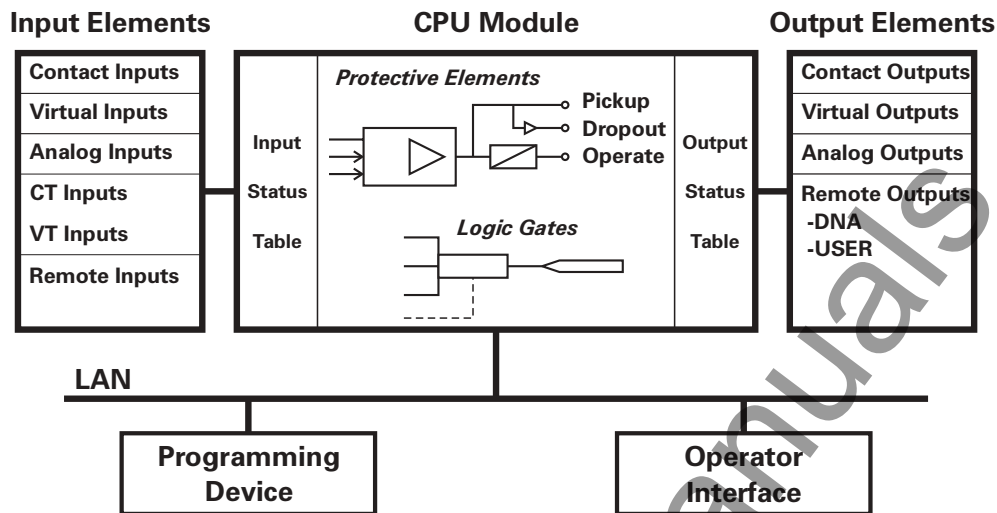 Input Elements
CPU Module
Output Elements
Contact Inputs
Virtual Inputs
Analog Inputs
CT Inputs
VT Inputs
Remote Inputs
Input
Status
Table
Protective Elements
Pickup
Dropout
Operate
Logic Gates
Output
Status
Table
Contact Outputs
Virtual Outputs
Analog Outputs
Remote Outputs
-DNA
-USER
LAN
Programming
Device
Operator
Interface